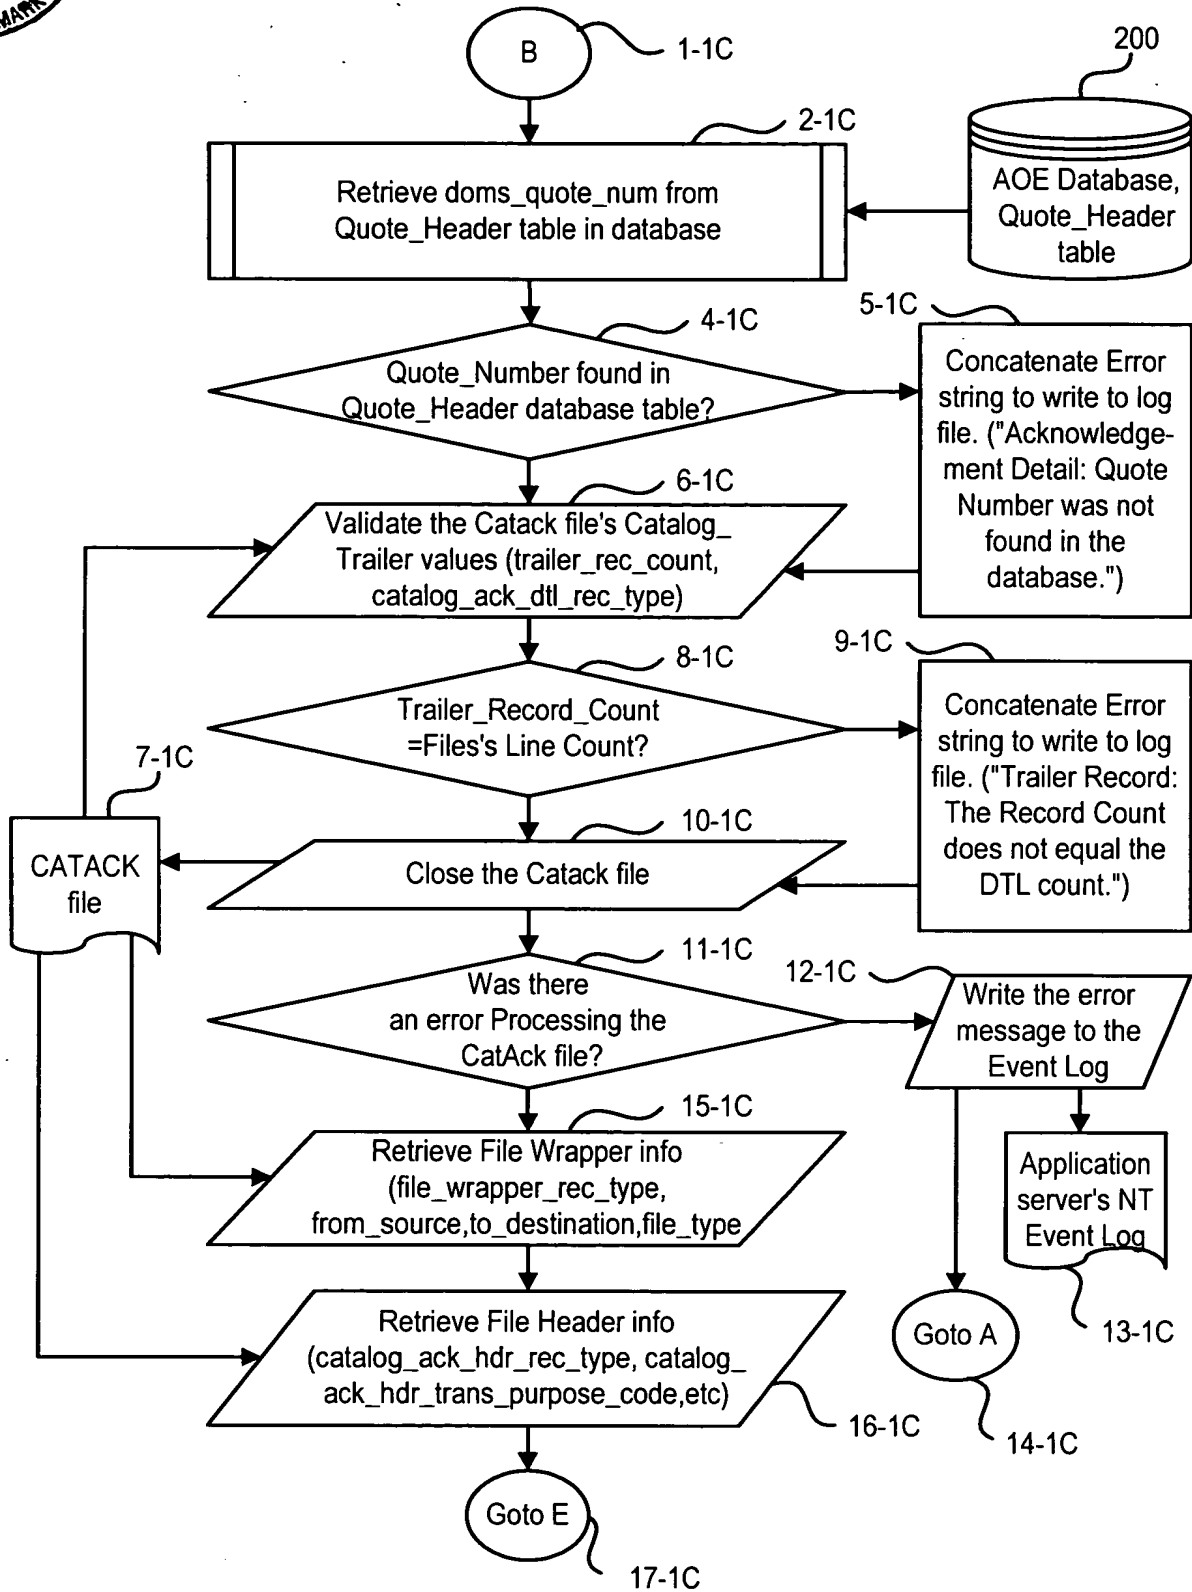 MARK
B
1-1C
200
2-1C
Retrieve doms_quote_num from
Quote_Header table in database
AOE Database,
Quote_Header
table
4-1C
5-1C
Quote_Number found in
Quote_Header database table?
Concatenate Error
string to write to log
file. ("Acknowledge-
ment Detail: Quote
Number was not
found in the
database.")
6-1C
Validate the Catack file's Catalog_
Trailer values (trailer_rec_count,
catalog_ack_dtl_rec_type)
8-1C
9-1C
Trailer_Record_Count
=Files's Line Count?
Concatenate Error
string to write to log
file. ("Trailer Record:
The Record Count
does not equal the
DTL count.")
7-1C
CATACK
file
10-1C
Close the Catack file
11-1C
Was there
an error Processing the
CatAck file?
12-1C
Write the error
message to the
Event Log
15-1C
Retrieve File Wrapper info
(file_wrapper_rec_type,
from_source,to_destination,file_type
Application
server's NT
Event Log
13-1C
Retrieve File Header info
(catalog_ack_hdr_rec_type, catalog_
ack_hdr_trans_purpose_code,etc)
16-1C
Goto A
14-1C
Goto E
17-1C